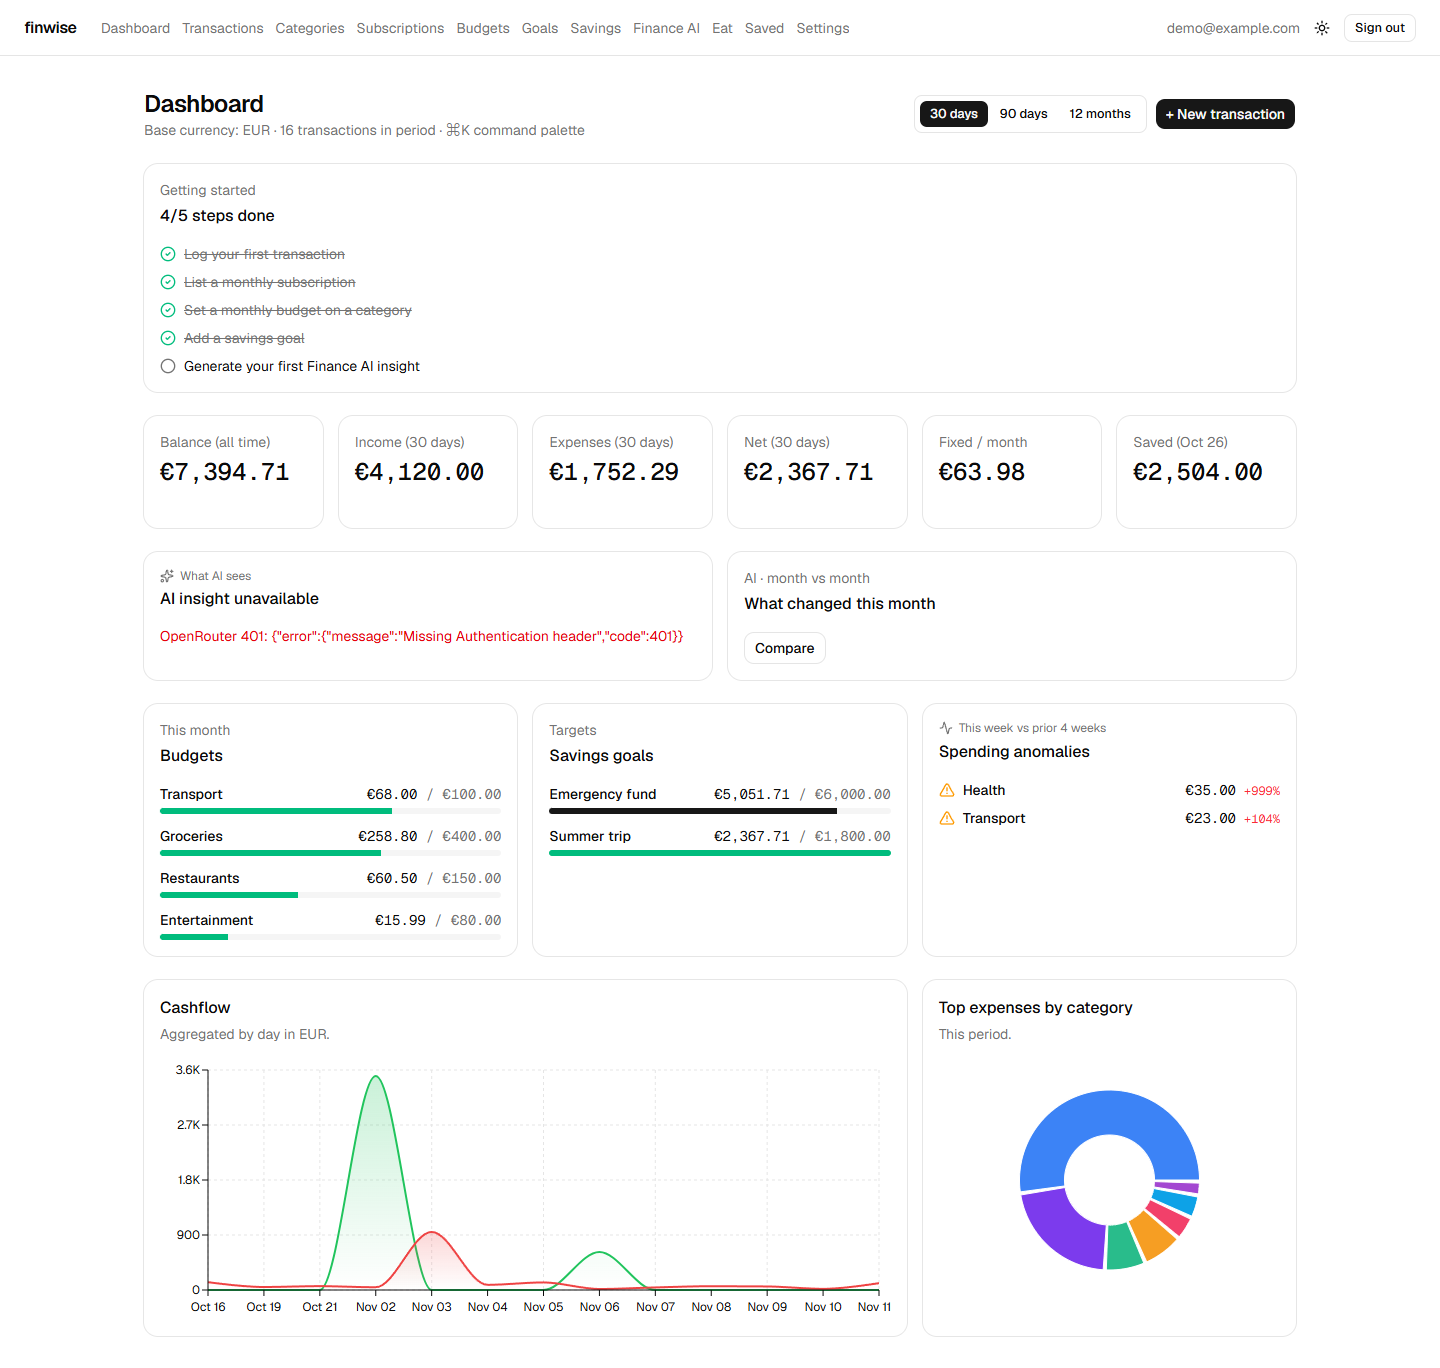 finwise Dashboard Transactions Categories Subscriptions Budgets Goals Savings Finance AI Eat Saved Settings demo@example.com Sign out
Dashboard
Base currency: EUR · 16 transactions in period · ⌘K command palette
30 days 90 days 12 months + New transaction
Getting started
4/5 steps done
Log your first transaction
List a monthly subscription
Set a monthly budget on a category
Add a savings goal
Generate your first Finance AI insight
Balance (all time)
€7,394.71
Income (30 days)
€4,120.00
Expenses (30 days)
€1,752.29
Net (30 days)
€2,367.71
Fixed / month
€63.98
Saved (Oct 26)
€2,504.00
What AI sees
AI insight unavailable
OpenRouter 401: {"error":{"message":"Missing Authentication header","code":401}}
AI · month vs month
What changed this month
Compare
This month
Budgets
Transport €68.00 / €100.00
Groceries €258.80 / €400.00
Restaurants €60.50 / €150.00
Entertainment €15.99 / €80.00
Targets
Savings goals
Emergency fund €5,051.71 / €6,000.00
Summer trip €2,367.71 / €1,800.00
This week vs prior 4 weeks
Spending anomalies
Health €35.00 +999%
Transport €23.00 +104%
Cashflow
Aggregated by day in EUR.
3.6K
2.7K
1.8K
900
0
Oct 16 Oct 19 Oct 21 Nov 02 Nov 03 Nov 04 Nov 05 Nov 06 Nov 07 Nov 08 Nov 09 Nov 10 Nov 11
Top expenses by category
This period.